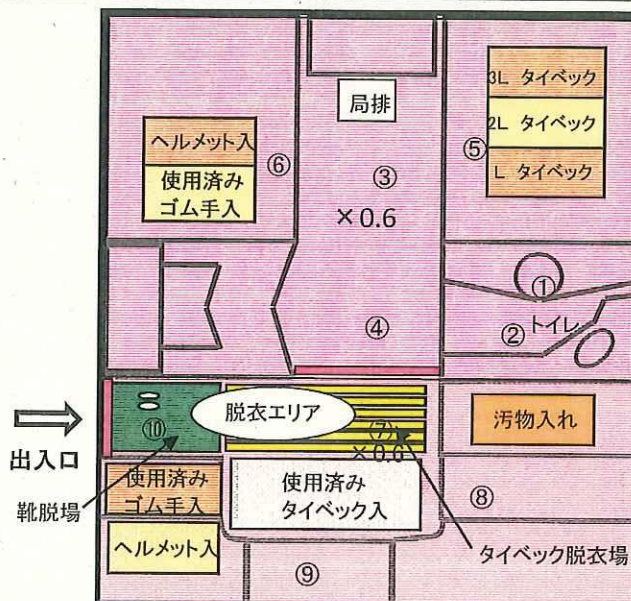 局排
3L タイベック
2L タイベック
L タイベック
ヘルメット入
使用済み
ゴム手入
⑥
③
⑤
×0.6
①
②
トイレ
④
脱衣エリア
⑩
⑦
×0.6
汚物入れ
出入口
靴脱場
使用済み
ゴム手入
使用済み
タイベック入
⑧
ヘルメット入
タイベック脱衣場
⑨